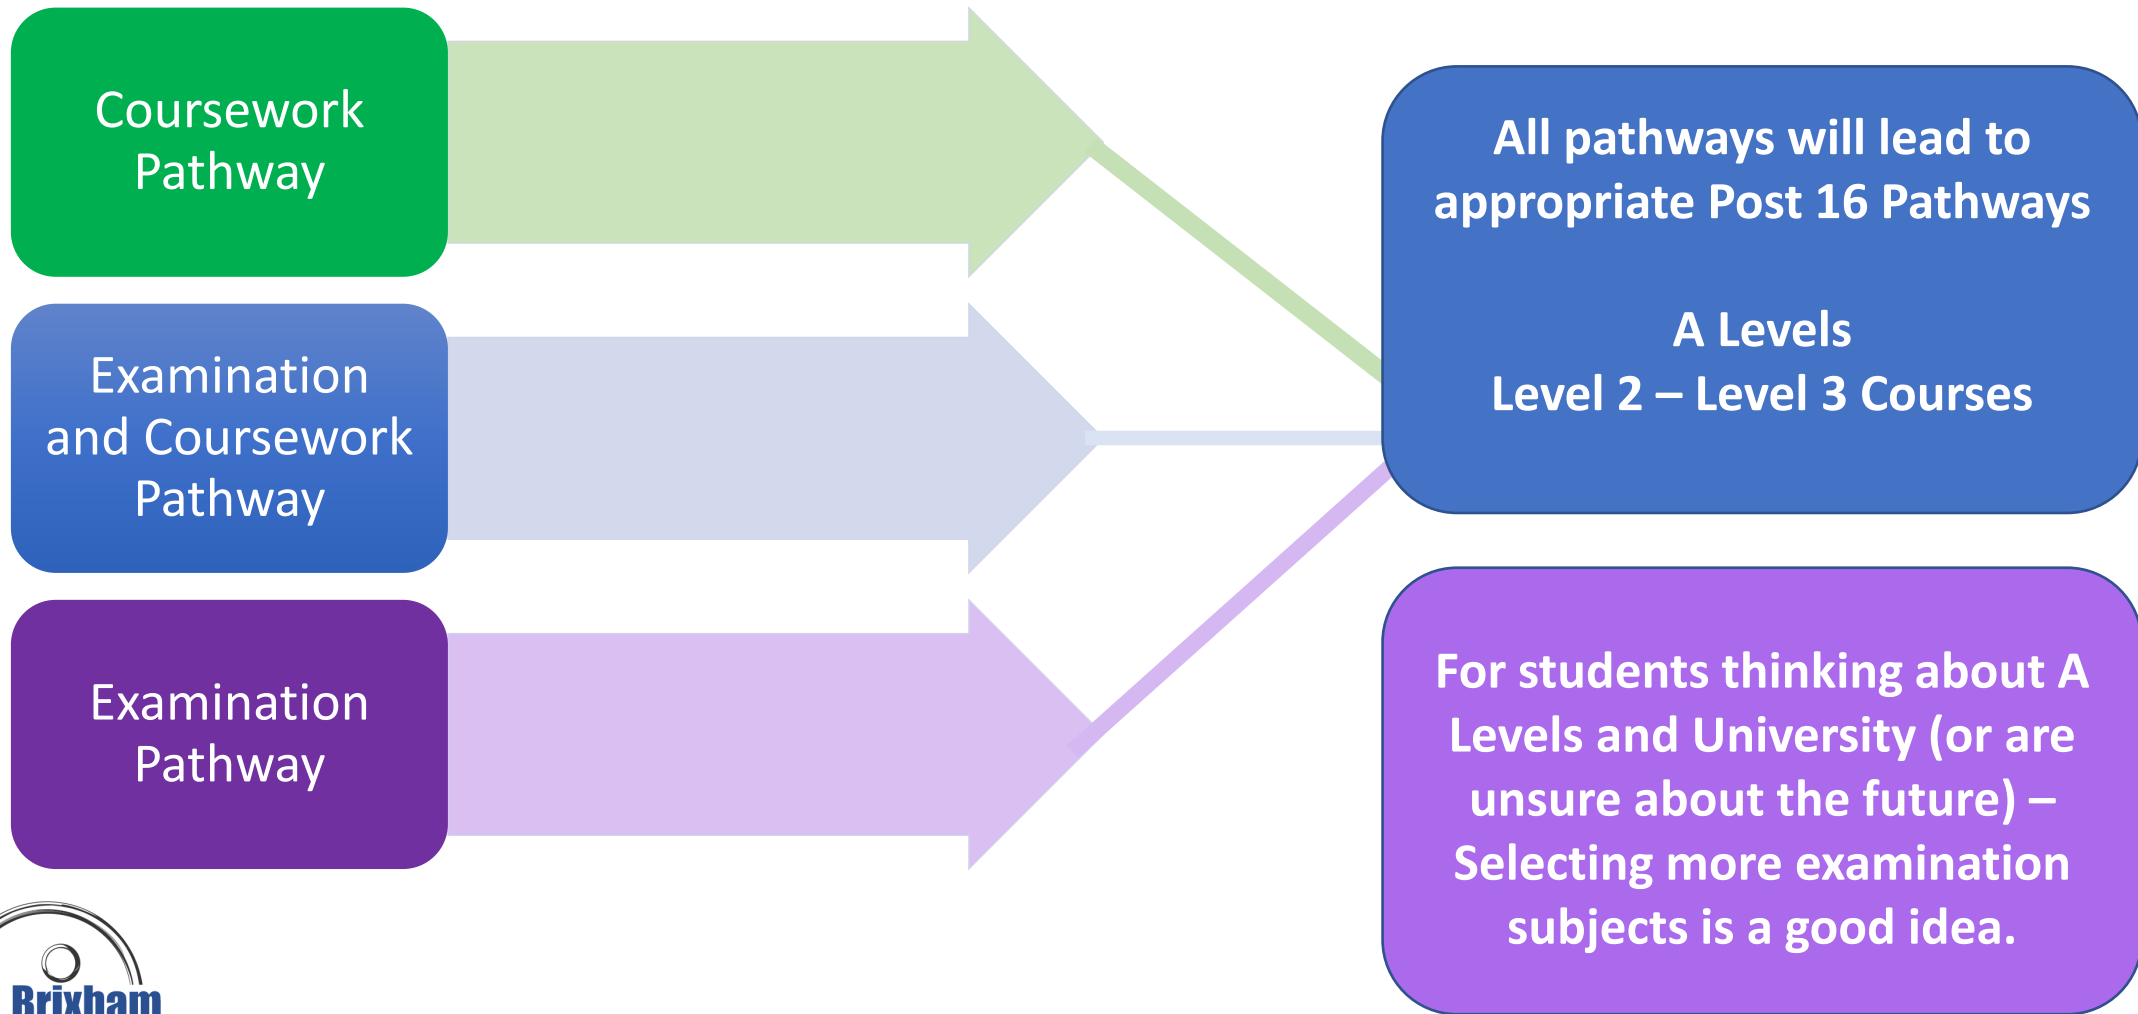 Coursework
Pathway
Examination
and Coursework
Pathway
Examination
Pathway
All pathways will lead to
appropriate Post 16 Pathways
A Levels
Level 2 – Level 3 Courses
For students thinking about A
Levels and University (or are
unsure about the future) –
Selecting more examination
subjects is a good idea.
Brixham